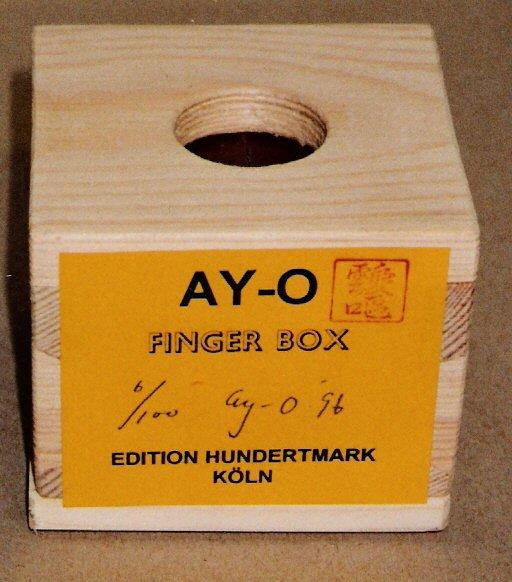 AY-O
FINGER BOX
6/100 ay-o 96
EDITION HUNDERTMARK
KÖLN